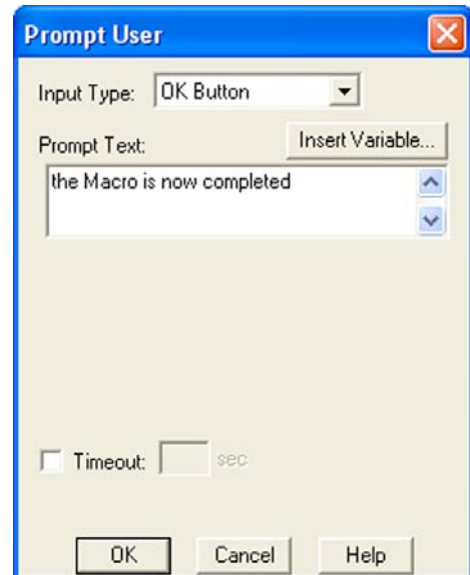 Prompt User
Input Type: OK Button
Prompt Text: Insert Variable...
the Macro is now completed
Timeout: sec
OK Cancel Help